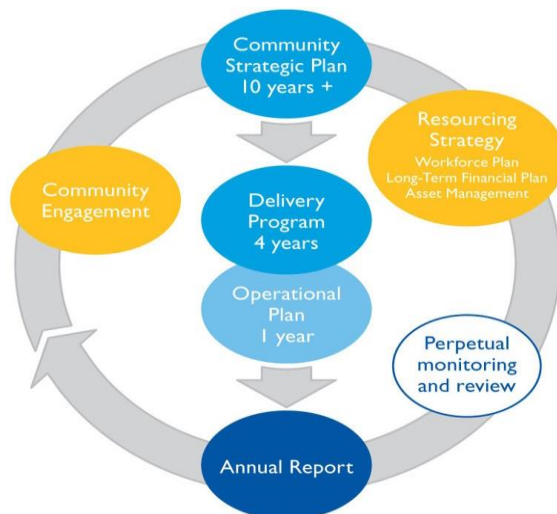 Community
Strategic Plan
10 years +
Resourcing
Strategy
Workforce Plan
Long-Term Financial Plan
Asset Management
Community
Engagement
Delivery
Program
4 years
Operational
Plan
1 year
Perpetual
monitoring
and review
Annual Report